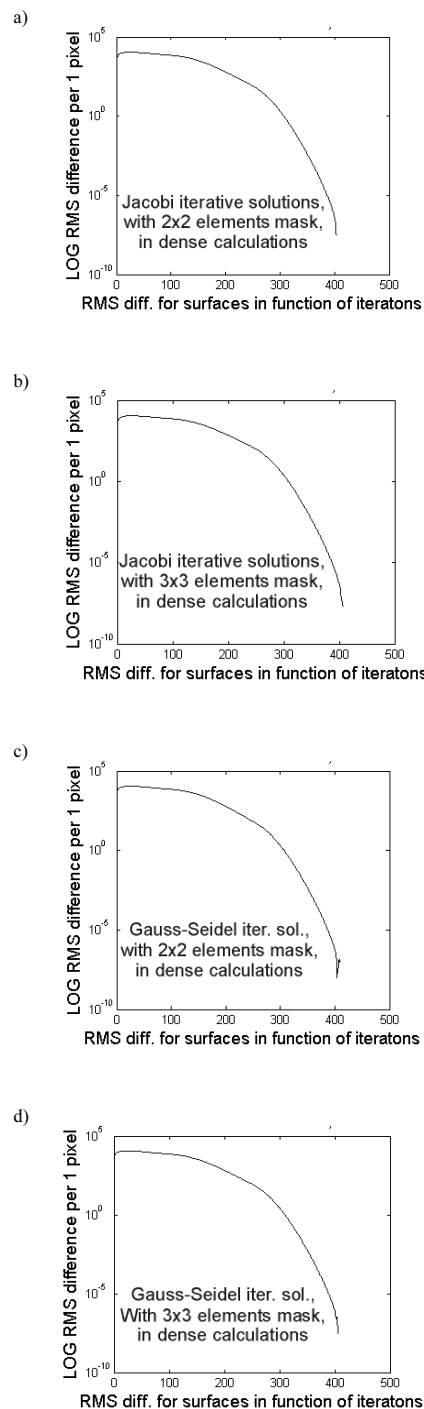 a)
LOG RMS difference per 1 pixel
10^5
10^0
10^-5
10^-10
Jacobi iterative solutions,
with 2x2 elements mask,
in dense calculations
0 100 200 300 400 500
RMS diff. for surfaces in function of iteratons
b)
LOG RMS difference per 1 pixel
10^5
10^0
10^-5
10^-10
Jacobi iterative solutions,
with 3x3 elements mask,
in dense calculations
0 100 200 300 400 500
RMS diff. for surfaces in function of iteratons
c)
LOG RMS difference per 1 pixel
10^5
10^0
10^-5
10^-10
Gauss-Seidel iter. sol.,
with 2x2 elements mask,
in dense calculations
0 100 200 300 400 500
RMS diff. for surfaces in function of iteratons
d)
LOG RMS difference per 1 pixel
10^5
10^0
10^-5
10^-10
Gauss-Seidel iter. sol.,
With 3x3 elements mask,
in dense calculations
0 100 200 300 400 500
RMS diff. for surfaces in function of iteratons